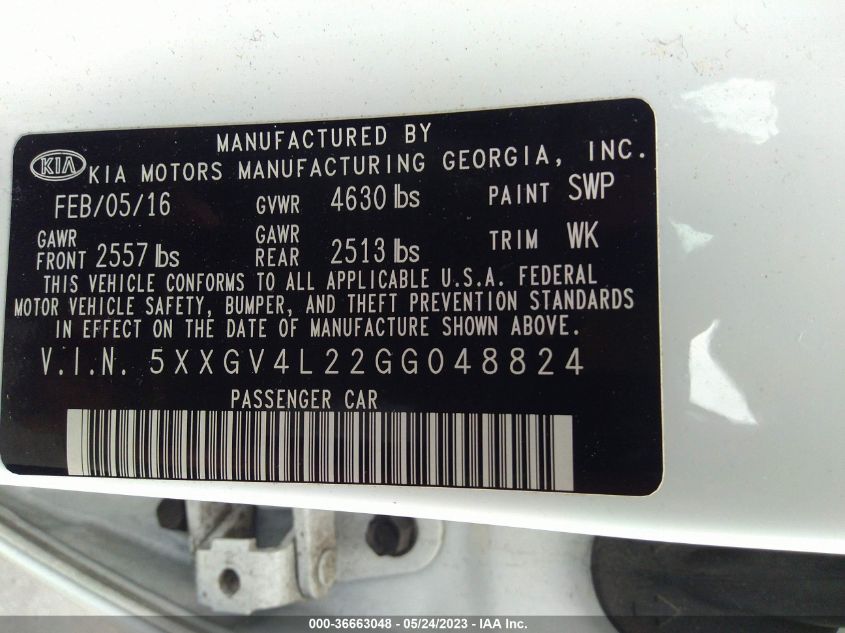 MANUFACTURED BY
KIA KIA MOTORS MANUFACTURING GEORGIA, INC.
FEB/05/16 GVWR 4630 lbs PAINT SWP
GAWR FRONT 2557 lbs GAWR REAR 2513 lbs TRIM WK
THIS VEHICLE CONFORMS TO ALL APPLICABLE U.S.A. FEDERAL
MOTOR VEHICLE SAFETY, BUMPER, AND THEFT PREVENTION STANDARDS
IN EFFECT ON THE DATE OF MANUFACTURE SHOWN ABOVE.
V.I.N. 5XXGV4L22GG048824
PASSENGER CAR
000-36663048 - 05/24/2023 - IAA Inc.